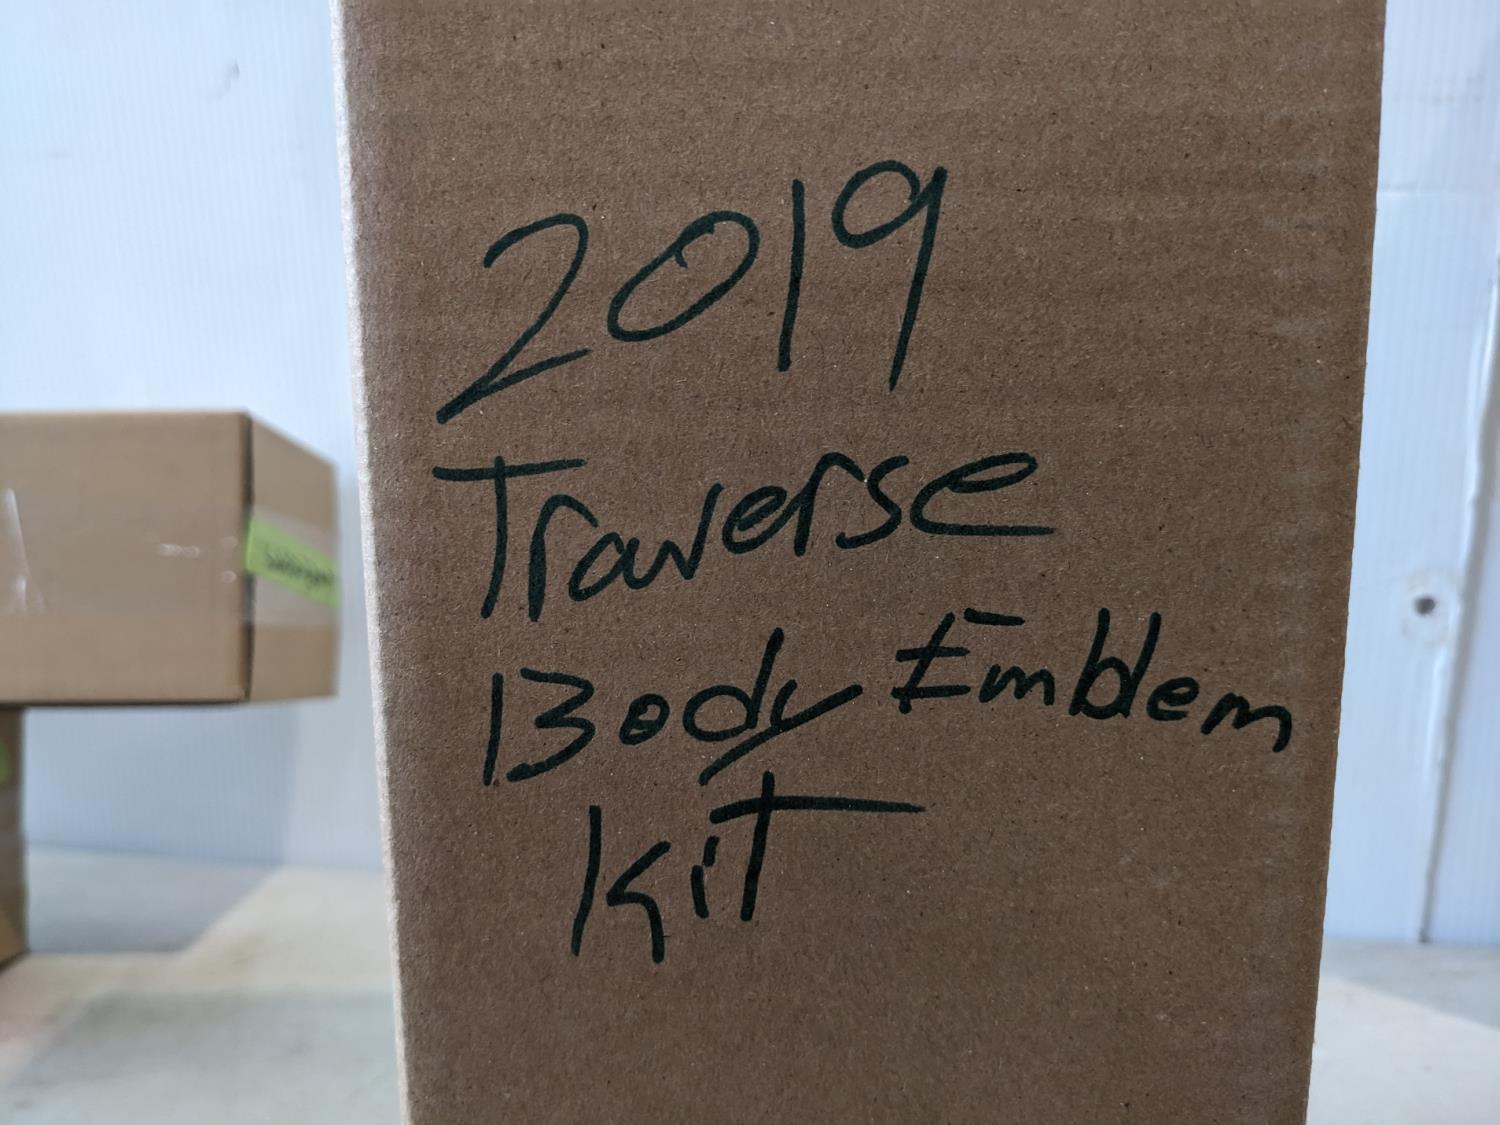 2019
Traverse
Body Emblem
Kit